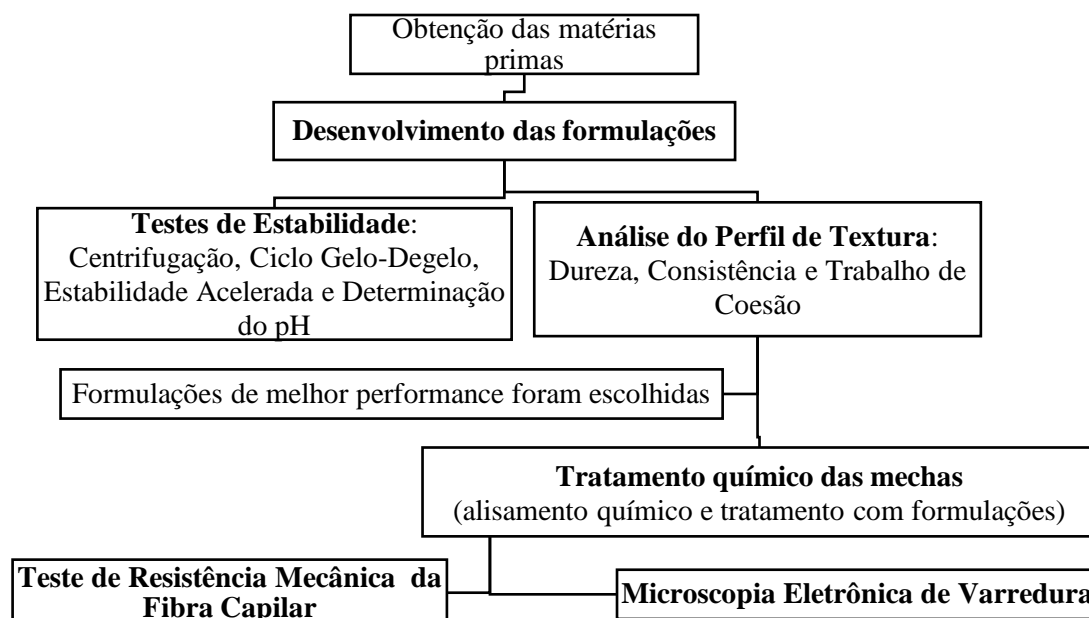 Obtenção das matérias
primas
Desenvolvimento das formulações
Testes de Estabilidade:
Centrifugação, Ciclo Gelo-Degelo,
Estabilidade Acelerada e Determinação
do pH
Análise do Perfil de Textura:
Dureza, Consistência e Trabalho de
Coesão
Formulações de melhor performance foram escolhidas
Tratamento químico das mechas
(alisamento químico e tratamento com formulações)
Teste de Resistência Mecânica da
Fibra Capilar
Microscopia Eletrônica de Varredura